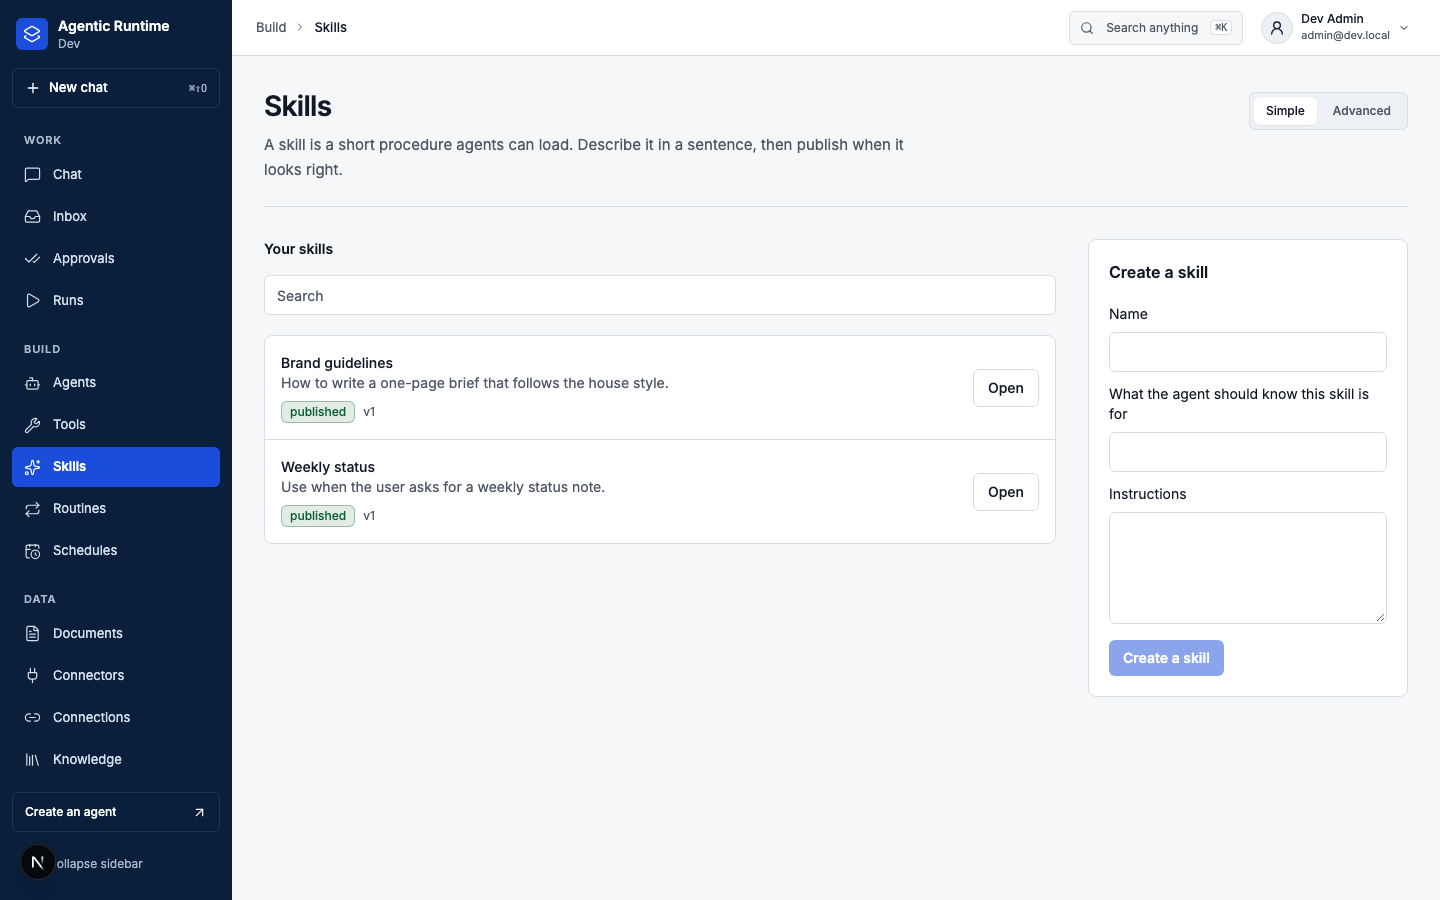 Agentic Runtime
Dev
New chat
⌘⇧O
WORK
Chat
Inbox
Approvals
Runs
BUILD
Agents
Tools
Skills
Routines
Schedules
DATA
Documents
Connectors
Connections
Knowledge
Create an agent
N
ollapse sidebar
Build
Skills
Search anything
⌘K
Dev Admin
admin@dev.local
Skills
Simple
Advanced
A skill is a short procedure agents can load. Describe it in a sentence, then publish when it
looks right.
Your skills
Search
Brand guidelines
How to write a one-page brief that follows the house style.
published v1
Open
Weekly status
Use when the user asks for a weekly status note.
published v1
Open
Create a skill
Name
What the agent should know this skill is
for
Instructions
Create a skill